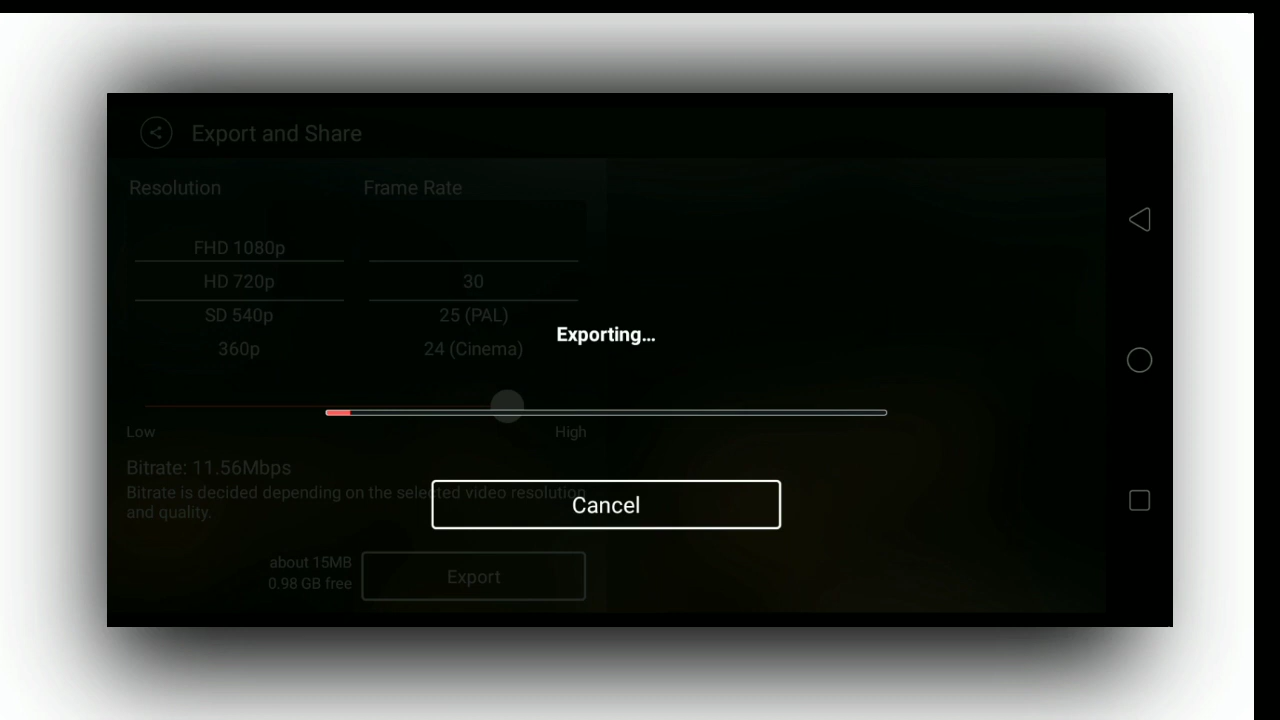 Export and Share
Resolution
Frame Rate
FHD 1080p
HD 720p
30
SD 540p
25 (PAL)
360p
24 (Cinema)
Exporting...
Low
High
Bitrate: 11.56Mbps
Bitrate is decided depending on the selected video resolution
and quality.
Cancel
about 15MB
0.98 GB free
Export